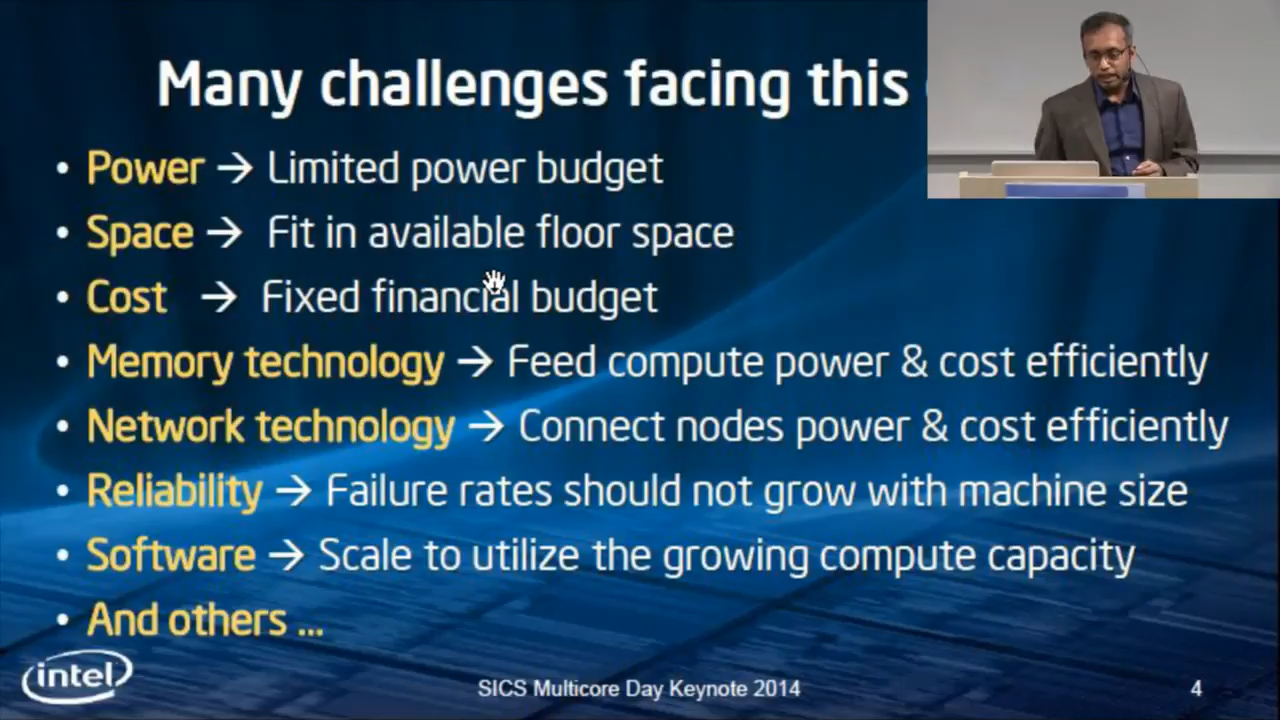 Many challenges facing this
• Power → Limited power budget
• Space → Fit in available floor space
• Cost → Fixed financial budget
• Memory technology → Feed compute power & cost efficiently
• Network technology → Connect nodes power & cost efficiently
• Reliability → Failure rates should not grow with machine size
• Software → Scale to utilize the growing compute capacity
• And others ...
intel
SICS Multicore Day Keynote 2014
4